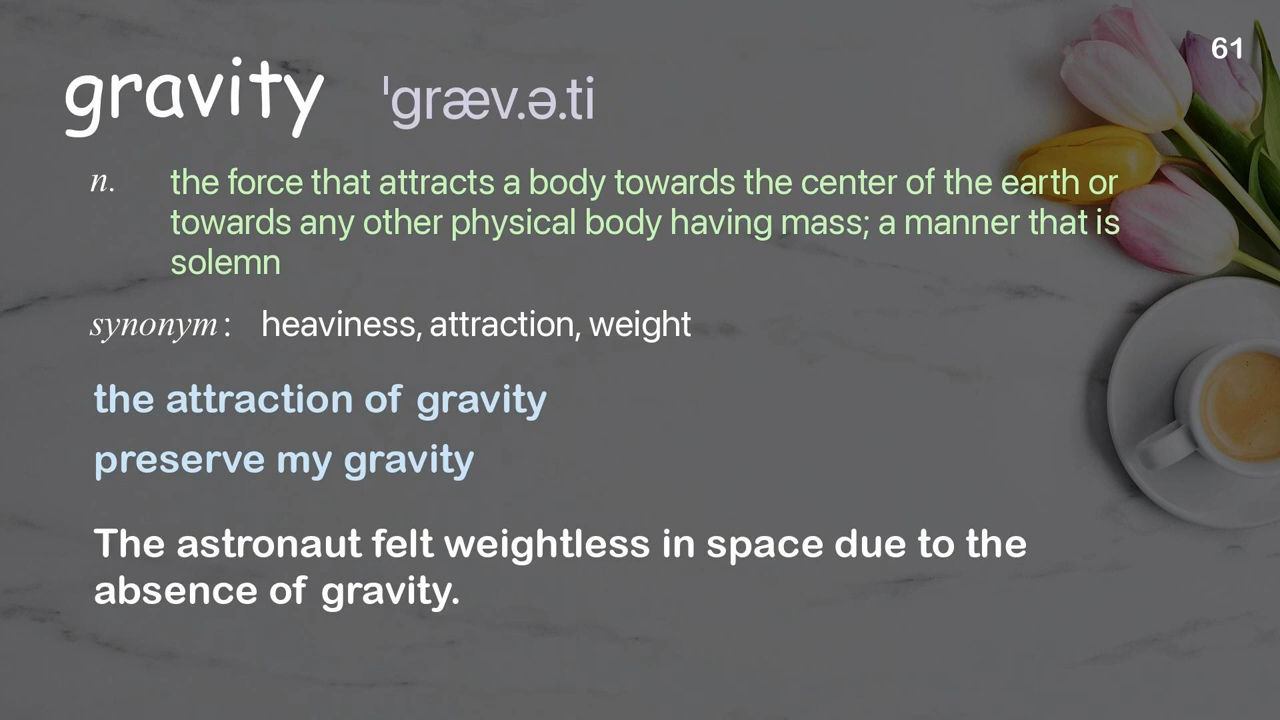 61
gravity ˈɡræv.ə.ti
n. the force that attracts a body towards the center of the earth or
towards any other physical body having mass; a manner that is
solemn
synonym: heaviness, attraction, weight
the attraction of gravity
preserve my gravity
The astronaut felt weightless in space due to the
absence of gravity.